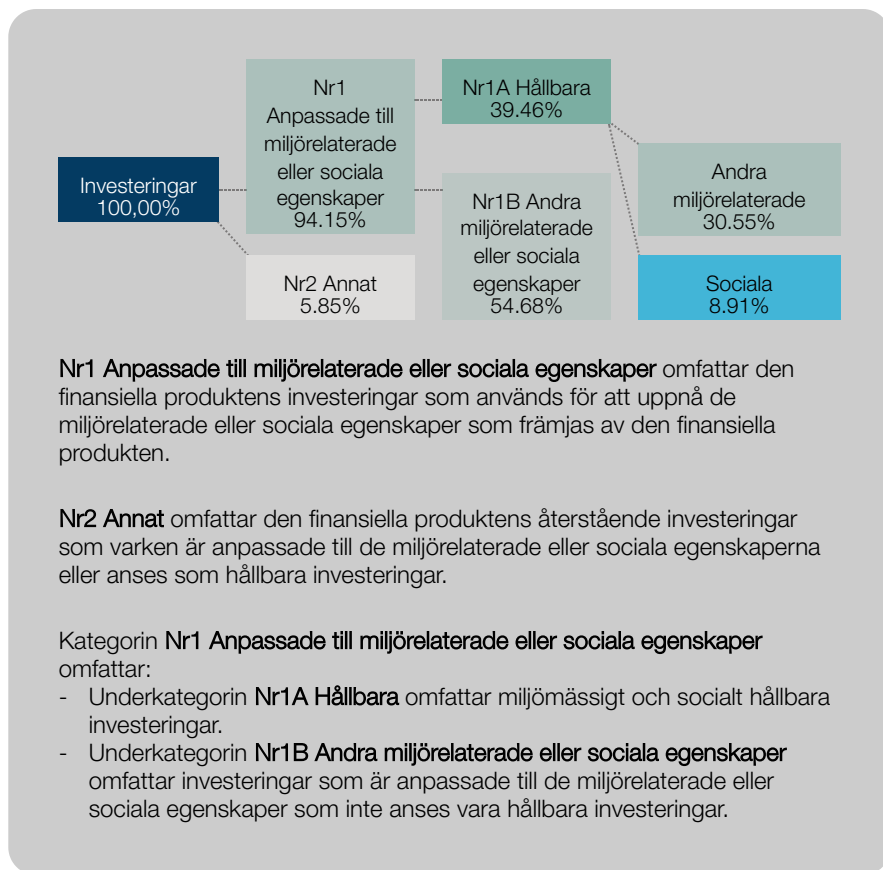 Investeringar
100,00%
Nr1
Anpassade till
miljörelaterade
eller sociala
egenskaper
94.15%
Nr2 Annat
5.85%
Nr1A Hållbara
39.46%
Nr1B Andra
miljörelaterade
eller sociala
egenskaper
54.68%
Andra
miljörelaterade
30.55%
Sociala
8.91%
Nr1 Anpassade till miljörelaterade eller sociala egenskaper omfattar den
finansiella produktens investeringar som används för att uppnå de
miljörelaterade eller sociala egenskaper som främjas av den finansiella
produkten.
Nr2 Annat omfattar den finansiella produktens återstående investeringar
som varken är anpassade till de miljörelaterade eller sociala egenskaperna
eller anses som hållbara investeringar.
Kategorin Nr1 Anpassade till miljörelaterade eller sociala egenskaper
omfattar:
- Underkategorin Nr1A Hållbara omfattar miljömässigt och socialt hållbara
investeringar.
- Underkategorin Nr1B Andra miljörelaterade eller sociala egenskaper
omfattar investeringar som är anpassade till de miljörelaterade eller
sociala egenskaper som inte anses vara hållbara investeringar.